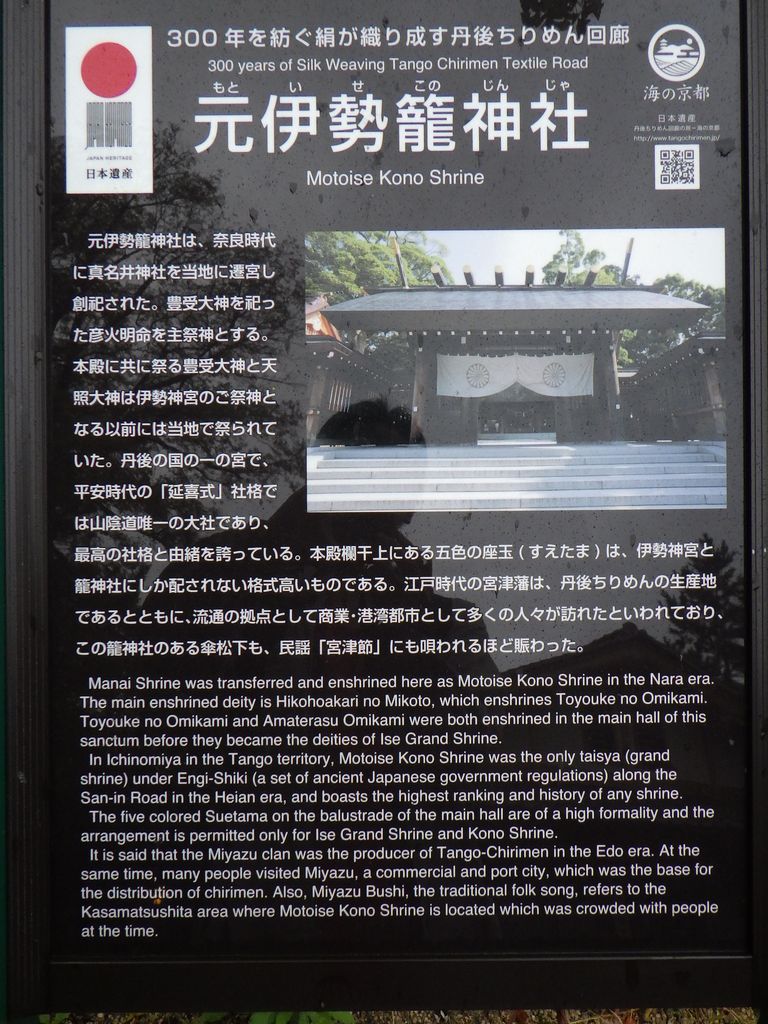 300年を紡ぐ絹が織り成す丹後ちりめん回廊
300 years of Silk Weaving Tango Chirimen Textile Road
もと い せ この じん じゃ
元伊勢籠神社
Motoise Kono Shrine
JAPAN HERITAGE
日本遺産
海の京都
日本遺産
丹後ちりめん回廊の旅－海の京都
http://www.tangochirimen.jp/
元伊勢籠神社は、奈良時代
に真名井神社を当地に遷宮し
創祀された。豊受大神を祀っ
た彦火明命を主祭神とする。
本殿に共に祭る豊受大神と天
照大神は伊勢神宮のご祭神と
なる以前には当地で祭られて
いた。丹後の国の一の宮で、
平安時代の「延喜式」社格で
は山陰道唯一の大社であり、
最高の社格と由緒を誇っている。本殿欄干上にある五色の座玉(すえたま)は、伊勢神宮と
籠神社にしか配されない格式高いものである。江戸時代の宮津藩は、丹後ちりめんの生産地
であるとともに、流通の拠点として商業・港湾都市として多くの人々が訪れたといわれており、
この籠神社のある傘松下も、民謡「宮津節」にも唄われるほど賑わった。
Manai Shrine was transferred and enshrined here as Motoise Kono Shrine in the Nara era.
The main enshrined deity is Hikohoakari no Mikoto, which enshrines Toyouke no Omikami.
Toyouke no Omikami and Amaterasu Omikami were both enshrined in the main hall of this
sanctum before they became the deities of Ise Grand Shrine.
In Ichinomiya in the Tango territory, Motoise Kono Shrine was the only taisya (grand
shrine) under Engi-Shiki (a set of ancient Japanese government regulations) along the
San-in Road in the Heian era, and boasts the highest ranking and history of any shrine.
The five colored Suetama on the balustrade of the main hall are of a high formality and the
arrangement is permitted only for Ise Grand Shrine and Kono Shrine.
It is said that the Miyazu clan was the producer of Tango-Chirimen in the Edo era. At the
same time, many people visited Miyazu, a commercial and port city, which was the base for
the distribution of chirimen. Also, Miyazu Bushi, the traditional folk song, refers to the
Kasamatsushita area where Motoise Kono Shrine is located which was crowded with people
at the time.